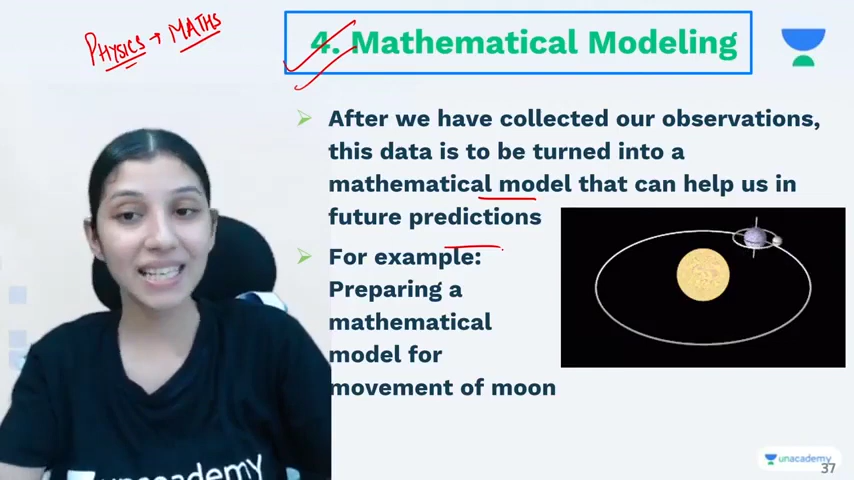 PHYSICS → MATHS
4. Mathematical Modeling
After we have collected our observations,
this data is to be turned into a
mathematical model that can help us in
future predictions
For example:
Preparing a
mathematical
model for
movement of moon
unacademy
unacademy
37